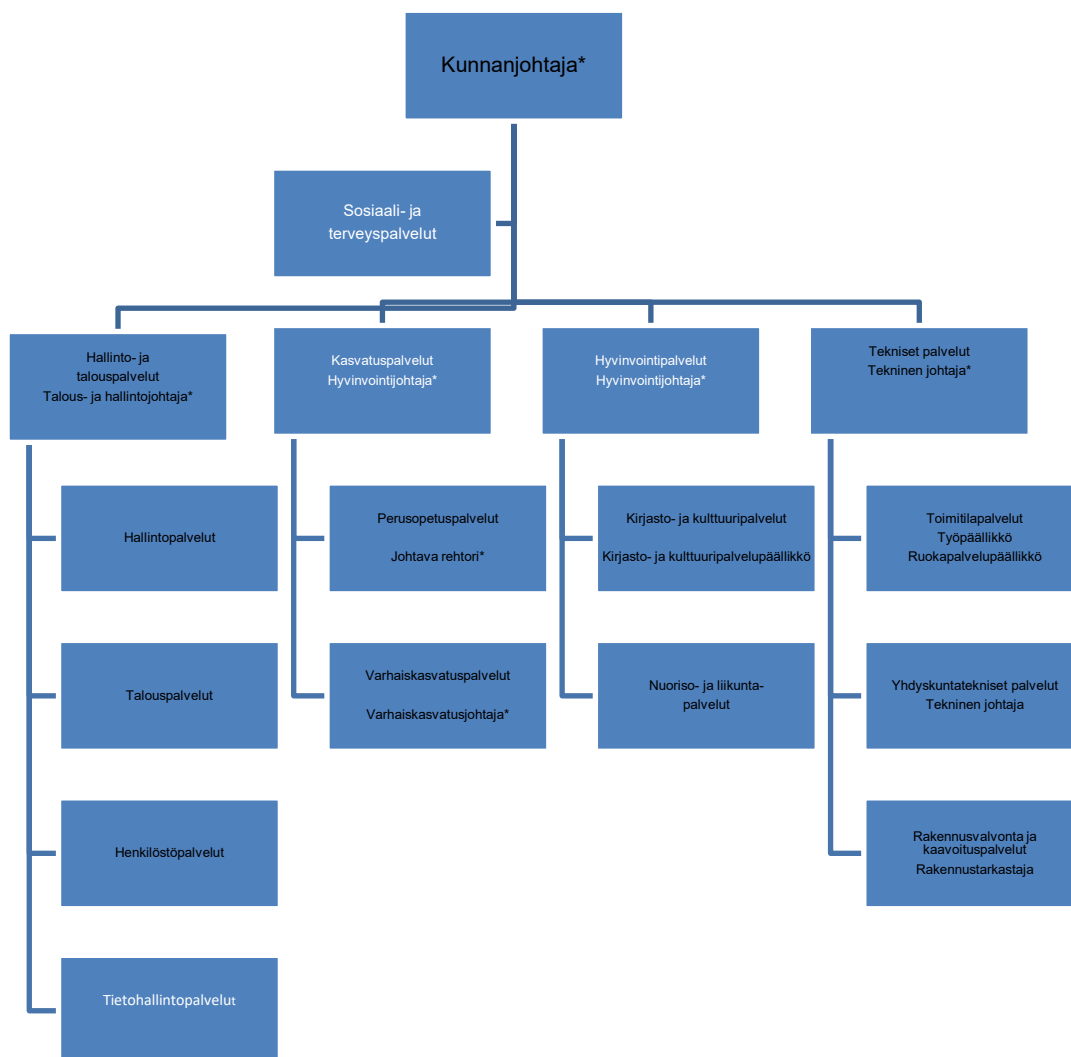 Kunnanjohtaja*
Sosiaali- ja
terveyspalvelut
Hallinto- ja
talouspalvelut
Talous- ja hallintojohtaja*
Kasvatuspalvelut
Hyvinvointijohtaja*
Hyvinvointipalvelut
Hyvinvointijohtaja*
Tekniset palvelut
Tekninen johtaja*
Hallintopalvelut
Perusopetuspalvelut
Johtava rehtori*
Kirjasto- ja kulttuuripalvelut
Kirjasto- ja kulttuuripalvelupäällikkö
Toimitilapalvelut
Työpäällikkö
Ruokapalvelupäällikkö
Talouspalvelut
Varhaiskasvatuspalvelut
Varhaiskasvatusjohtaja*
Nuoriso- ja liikunta-
palvelut
Yhdyskuntatekniset palvelut
Tekninen johtaja
Henkilöstöpalvelut
Rakennusvalvonta ja
kaavoituspalvelut
Rakennustarkastaja
Tietohallintopalvelut